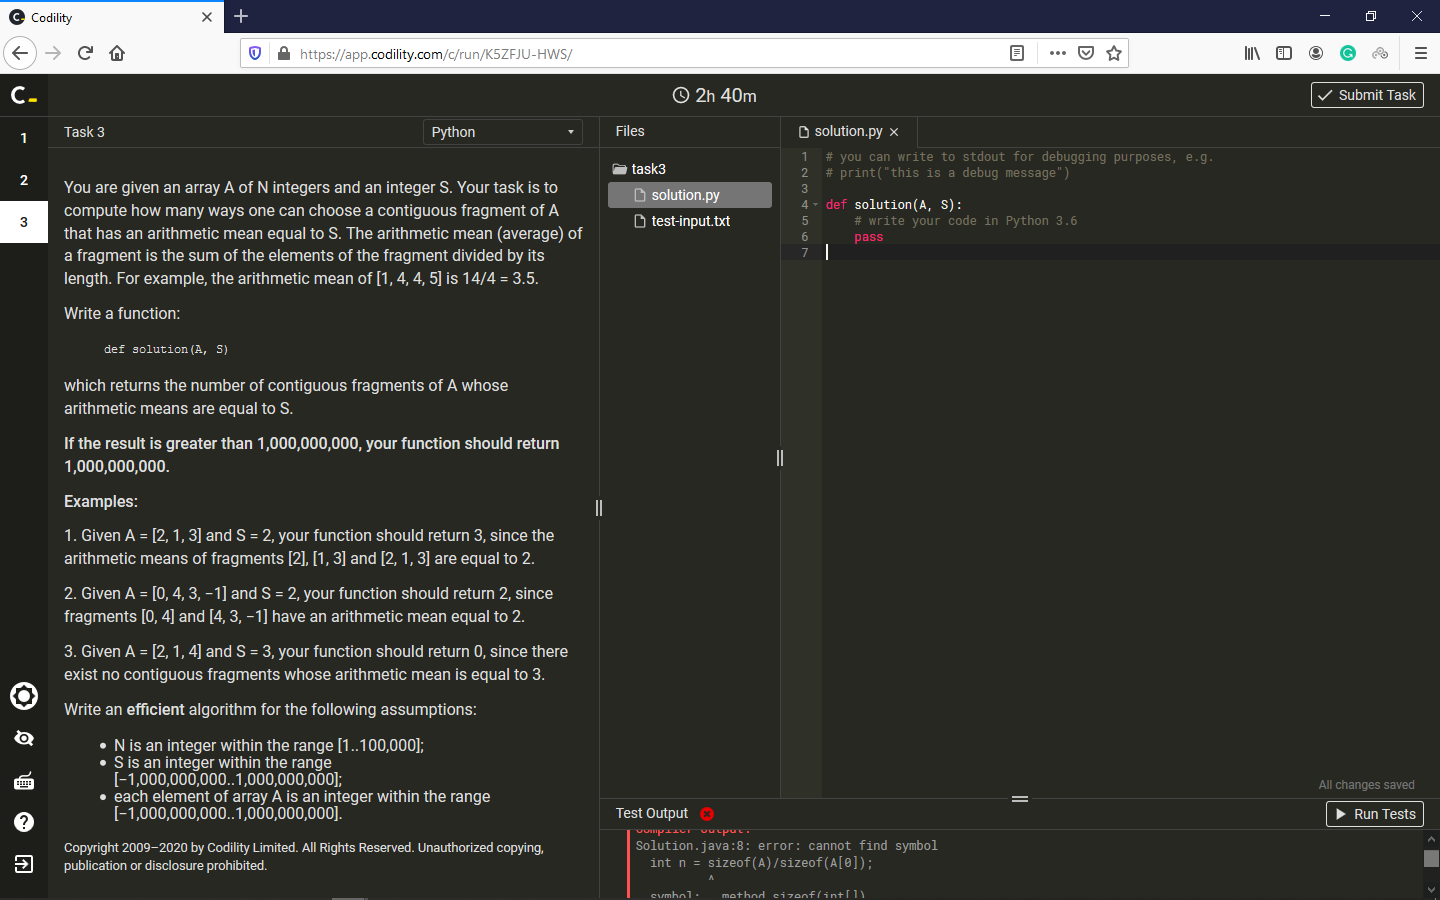 Codility
https://app.codility.com/c/run/K5ZFJU-HWS/
2h 40m
Submit Task
1
2
3
Task 3
Python
You are given an array A of N integers and an integer S. Your task is to
compute how many ways one can choose a contiguous fragment of A
that has an arithmetic mean equal to S. The arithmetic mean (average) of
a fragment is the sum of the elements of the fragment divided by its
length. For example, the arithmetic mean of [1, 4, 4, 5] is 14/4 = 3.5.
Write a function:
def solution(A, S)
which returns the number of contiguous fragments of A whose
arithmetic means are equal to S.
If the result is greater than 1,000,000,000, your function should return
1,000,000,000.
Examples:
1. Given A = [2, 1, 3] and S = 2, your function should return 3, since the
arithmetic means of fragments [2], [1, 3] and [2, 1, 3] are equal to 2.
2. Given A = [0, 4, 3, −1] and S = 2, your function should return 2, since
fragments [0, 4] and [4, 3, −1] have an arithmetic mean equal to 2.
3. Given A = [2, 1, 4] and S = 3, your function should return 0, since there
exist no contiguous fragments whose arithmetic mean is equal to 3.
Write an efficient algorithm for the following assumptions:
• N is an integer within the range [1..100,000];
• S is an integer within the range
[−1,000,000,000..1,000,000,000];
• each element of array A is an integer within the range
[−1,000,000,000..1,000,000,000].
Copyright 2009–2020 by Codility Limited. All Rights Reserved. Unauthorized copying,
publication or disclosure prohibited.
Files
task3
solution.py
test-input.txt
solution.py
1 # you can write to stdout for debugging purposes, e.g.
2 # print("this is a debug message")
3
4 def solution(A, S):
5 # write your code in Python 3.6
6 pass
7
All changes saved
Test Output
Run Tests
Compiler output:
Solution.java:8: error: cannot find symbol
int n = sizeof(A)/sizeof(A[0]);
^
symbol: method sizeof(int[])